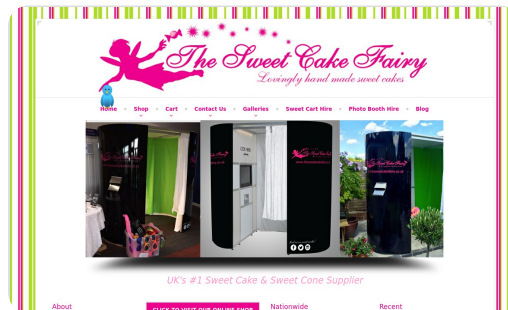 The Sweet Cake Fairy
Lovingly hand made sweet cakes
Home Shop Cart Contact Us Galleries Sweet Cart Hire Photo Booth Hire Blog
UK's #1 Sweet Cake & Sweet Cone Supplier
About CLICK TO VISIT OUR ONLINE SHOP Nationwide Recent